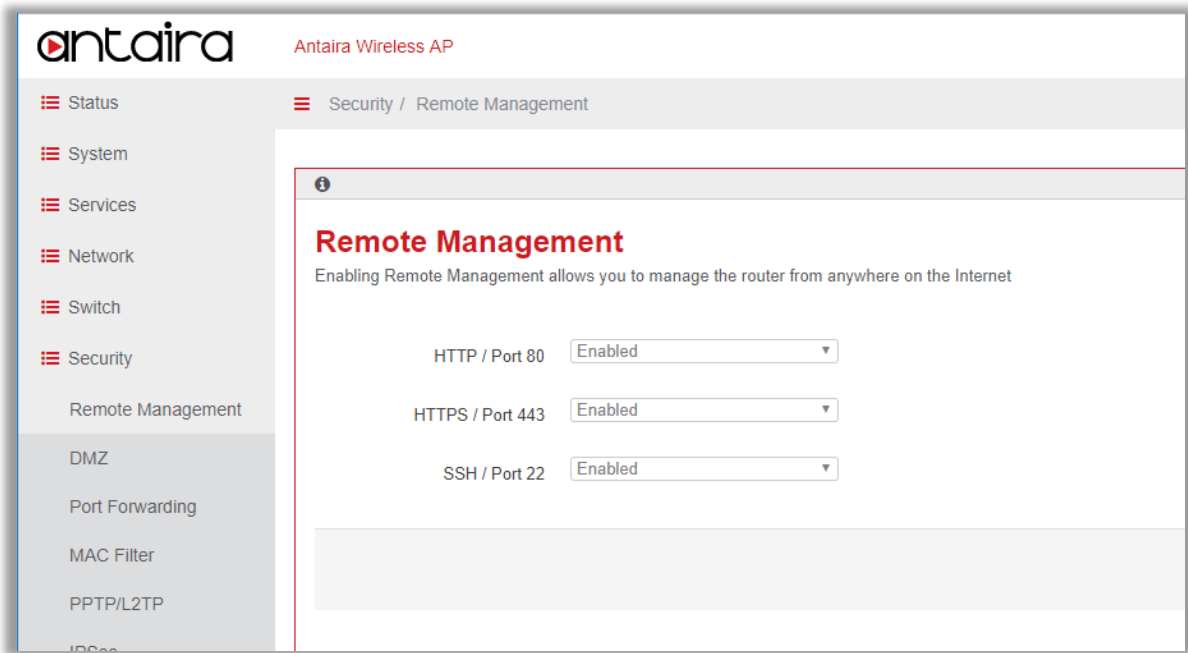 antaira
Antaira Wireless AP
Status
Security / Remote Management
System
Services
Remote Management
Network
Enabling Remote Management allows you to manage the router from anywhere on the Internet
Switch
HTTP / Port 80 Enabled
Security
Remote Management
HTTPS / Port 443 Enabled
DMZ
SSH / Port 22 Enabled
Port Forwarding
MAC Filter
PPTP/L2TP